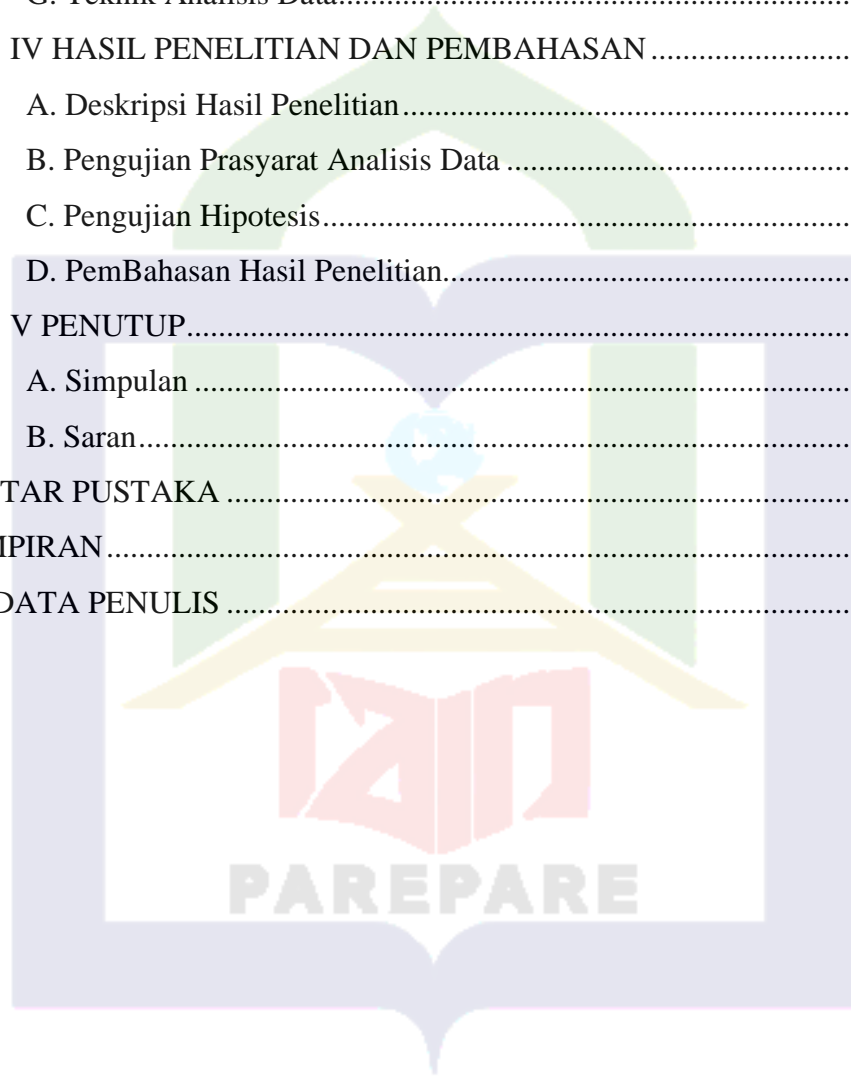 G. Teknik Analisis Data....................................................................
IV HASIL PENELITIAN DAN PEMBAHASAN.........................
A. Deskripsi Hasil Penelitian........................................................
B. Pengujian Prasyarat Analisis Data...........................................
C. Pengujian Hipotesis..................................................................
D. PemBahasan Hasil Penelitian...................................................
V PENUTUP...................................................................................
A. Simpulan..................................................................................
B. Saran.........................................................................................
TAR PUSTAKA..............................................................................
MPIRAN.............................................................................................
DATA PENULIS..............................................................................
PAREPARE